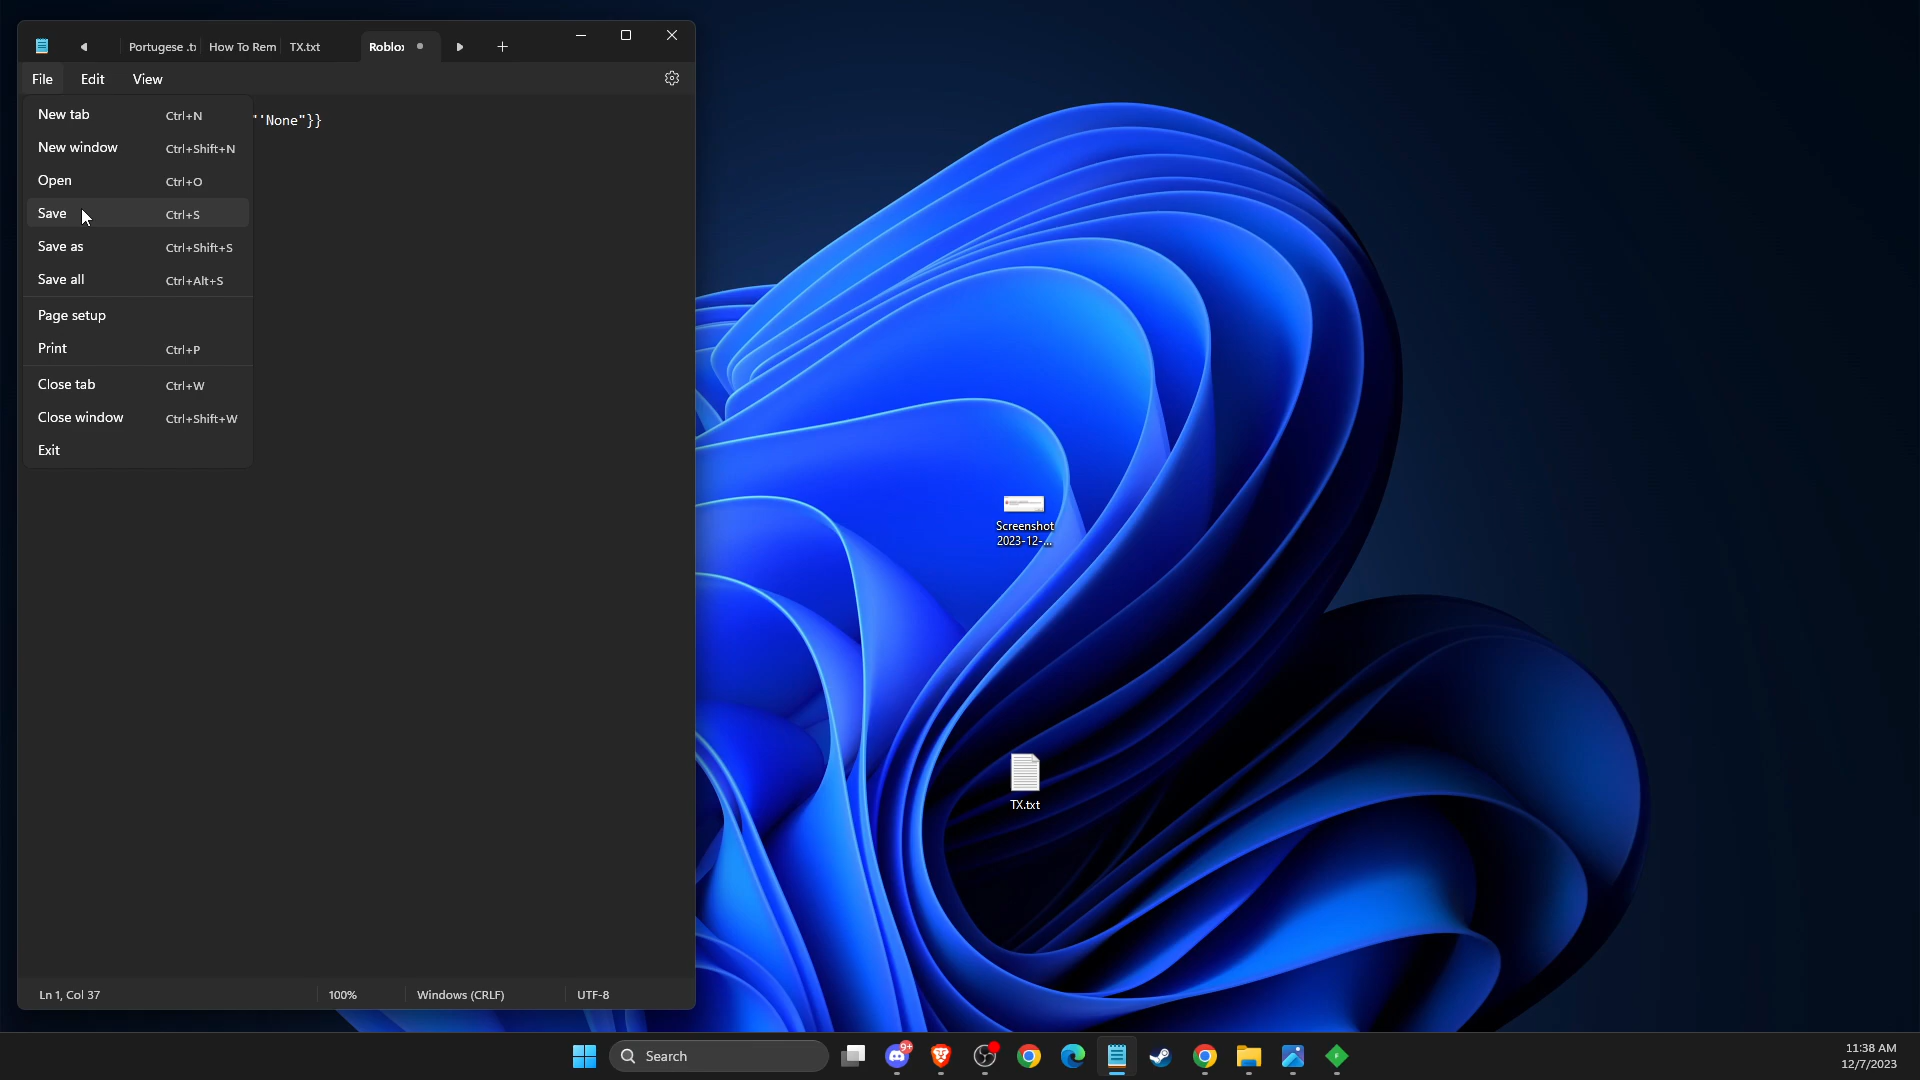 Portugese .t
How To Rem
TX.txt
Roblo
File
Edit
View
New tab Ctrl+N
''None"}}
New window Ctrl+Shift+N
Open Ctrl+O
Save Ctrl+S
Save as Ctrl+Shift+S
Save all Ctrl+Alt+S
Page setup
Print Ctrl+P
Close tab Ctrl+W
Close window Ctrl+Shift+W
Exit
Screenshot
2023-12-...
TX.txt
Ln 1, Col 37
100%
Windows (CRLF)
UTF-8
Search
9+
11:38 AM
12/7/2023